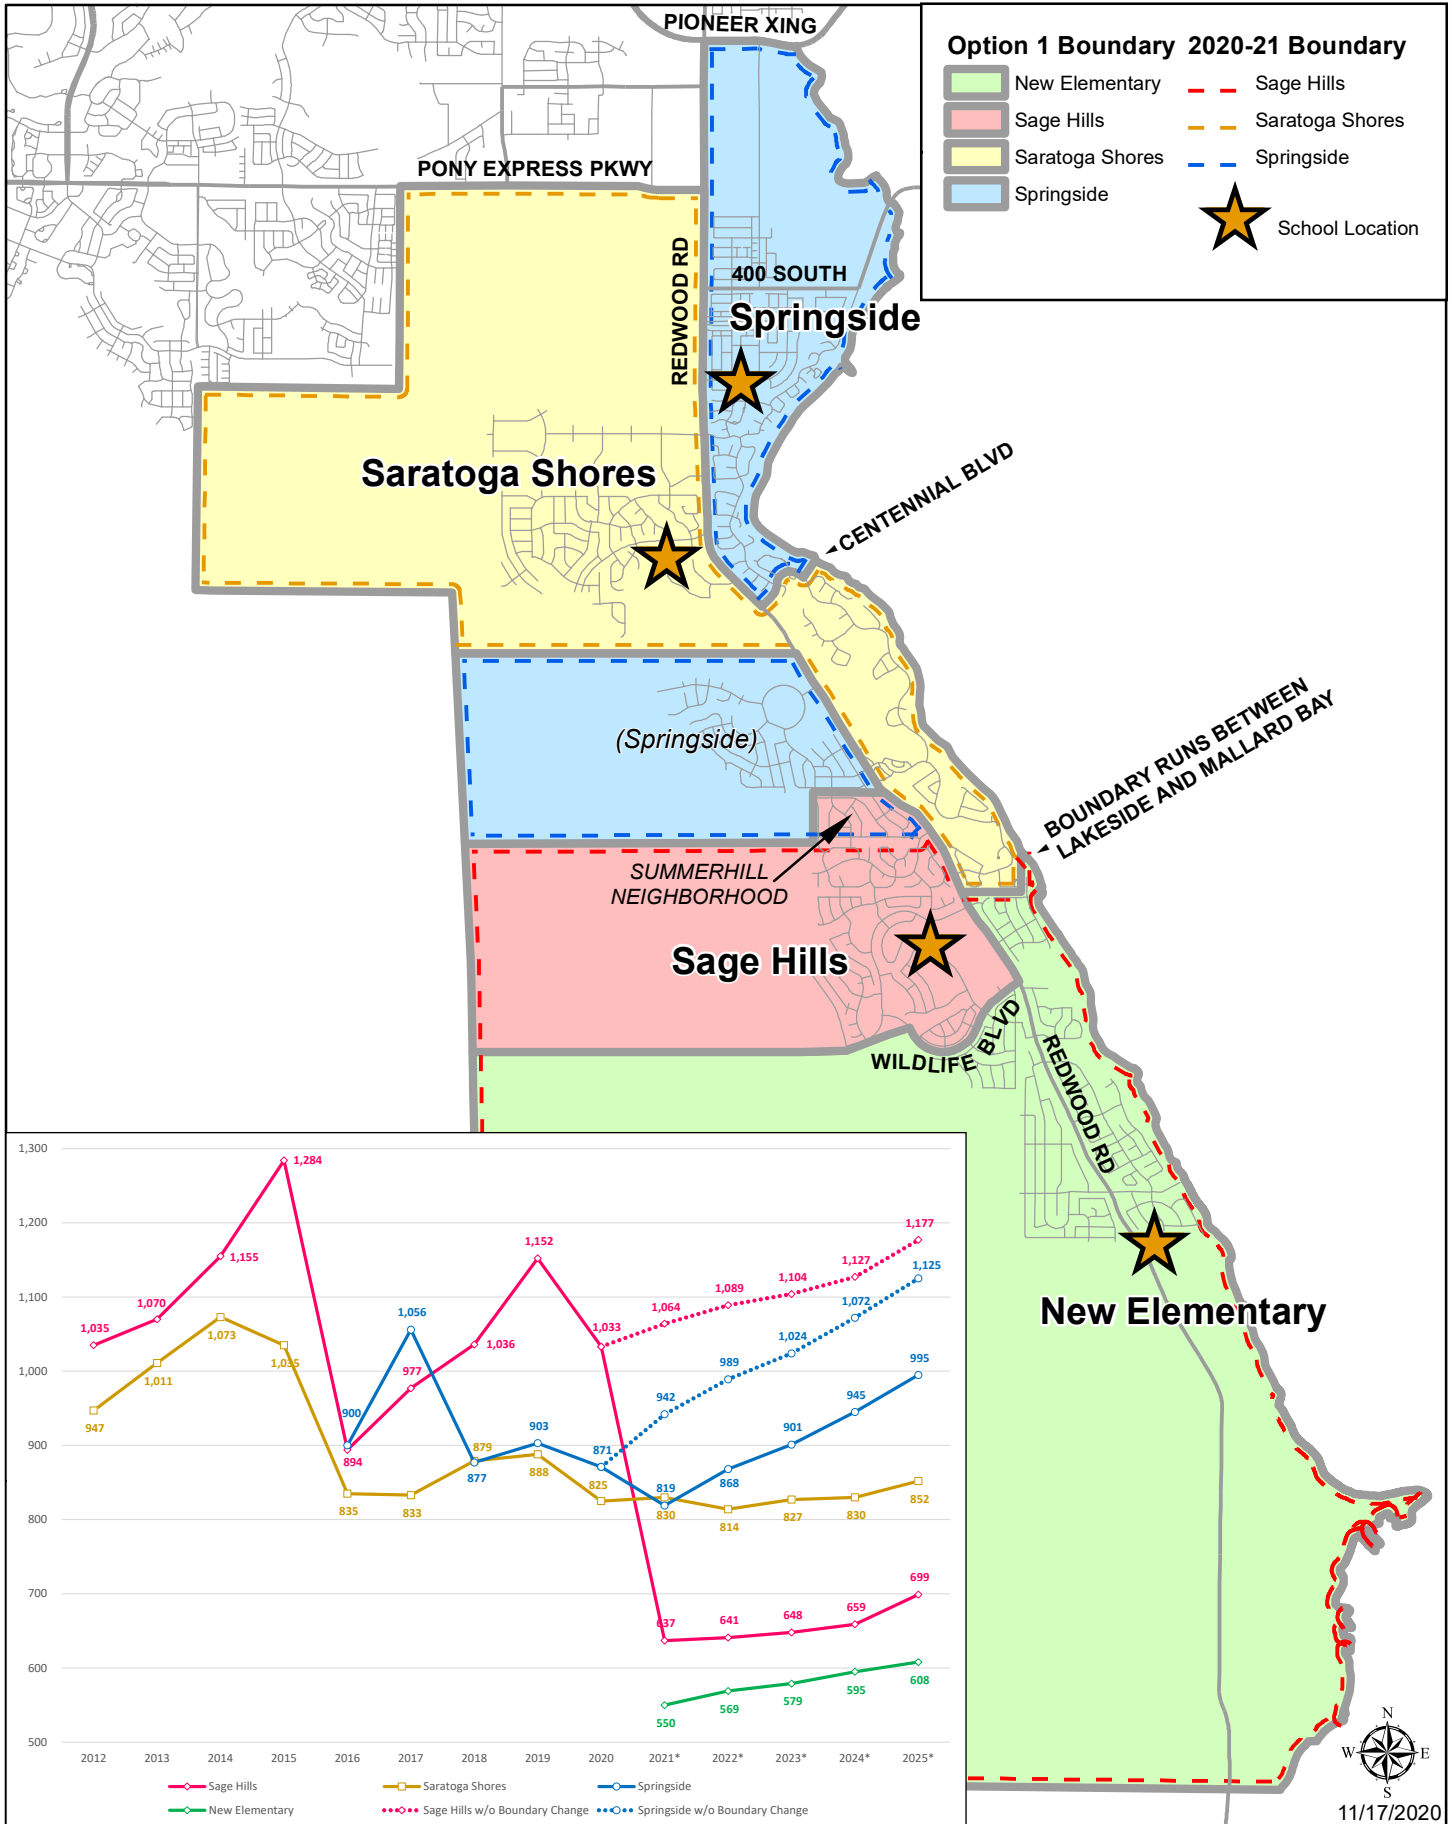 PIONEER XING
Option 1 Boundary
New Elementary
Sage Hills
Saratoga Shores
Springside
2020-21 Boundary
Sage Hills
Saratoga Shores
Springside
School Location
PONY EXPRESS PKWY
REDWOOD RD
400 SOUTH
Springside
Saratoga Shores
CENTENNIAL BLVD
(Springside)
BOUNDARY RUNS BETWEEN
LAKESIDE AND MALLARD BAY
SUMMERHILL
NEIGHBORHOOD
Sage Hills
WILDLIFE BLVD
REDWOOD RD
New Elementary
1,300
1,200
1,100
1,000
900
800
700
600
500
1,035
1,070
1,155
1,284
894
977
1,036
1,152
1,033
637
641
648
659
699
947
1,011
1,073
1,035
835
833
879
888
825
830
814
827
830
852
900
1,056
877
903
871
819
868
901
945
995
550
569
579
595
608
1,064
1,089
1,104
1,127
1,177
942
989
1,024
1,072
1,125
2012 2013 2014 2015 2016 2017 2018 2019 2020 2021* 2022* 2023* 2024* 2025*
Sage Hills Saratoga Shores Springside
New Elementary Sage Hills w/o Boundary Change Springside w/o Boundary Change
N
W E
S
11/17/2020